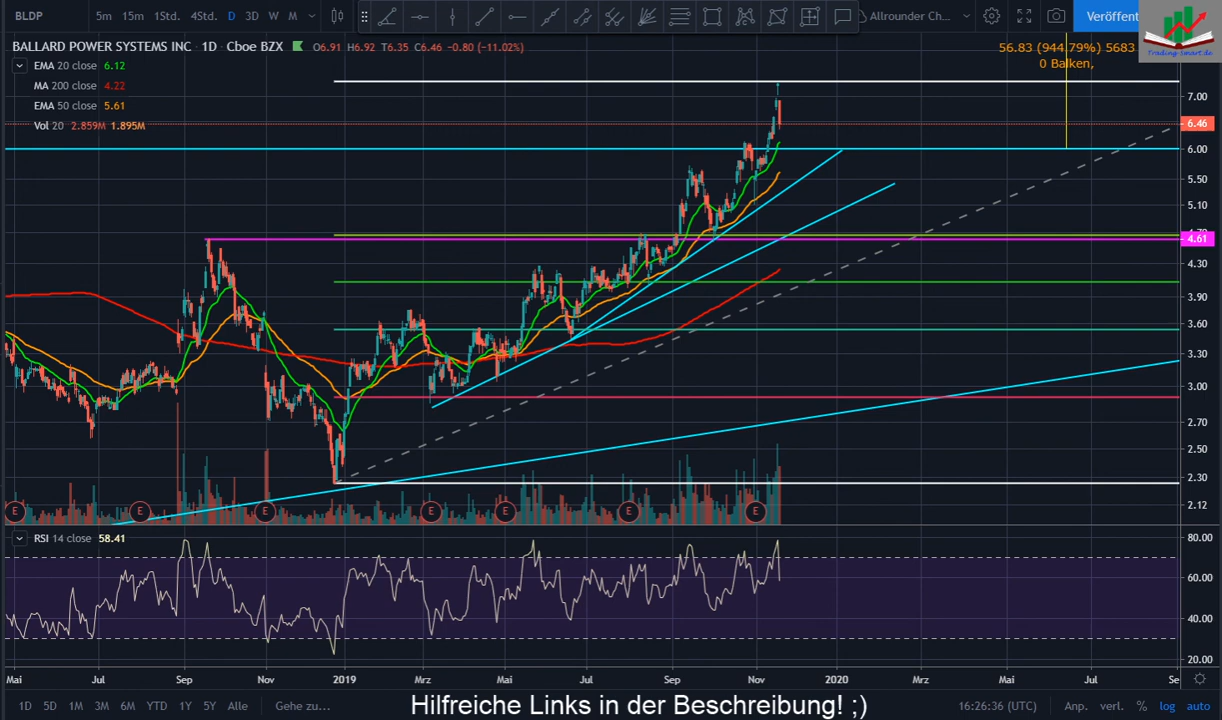 BLDP 5m 15m 1Std. 4Std. D 3D W M Allrounder Ch... Veröffent
Trading-Smart.de
BALLARD POWER SYSTEMS INC · 1D · Cboe BZX O6.91 H6.92 T6.35 C6.46 −0.80 (−11.02%)
56.83 (944.79%) 5683
0 Balken,
EMA 20 close 6.12
MA 200 close 4.22
EMA 50 close 5.61
Vol 20 2.859M 1.895M
7.00
6.46
6.00
5.50
5.10
4.61
4.30
3.90
3.60
3.30
3.00
2.70
2.50
2.30
2.12
E E E E E E E
RSI 14 close 58.41
80.00
60.00
40.00
20.00
Mai Jul Sep Nov 2019 Mrz Mai Jul Sep Nov 2020 Mrz Mai Jul Se
1D 5D 1M 3M 6M YTD 1Y 5Y Alle Gehe zu... 16:26:36 (UTC) Anp. verl. % log auto
Hilfreiche Links in der Beschreibung! ;)